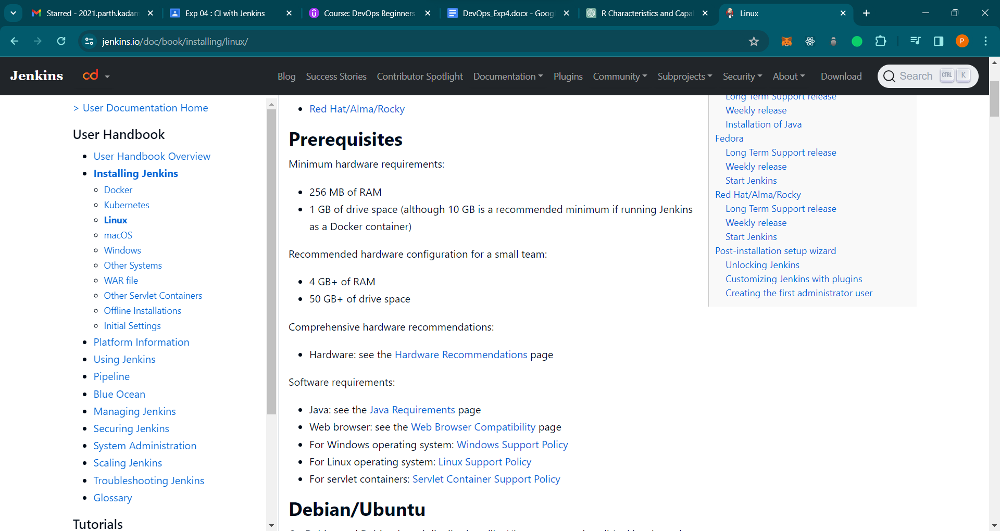 Starred - 2021.parth.kadam
Exp 04 : CI with Jenkins
Course: DevOps Beginners
DevOps_Exp4.docx - Goog
R Characteristics and Capa
Linux
jenkins.io/doc/book/installing/linux/
P
Jenkins
cd
Blog
Success Stories
Contributor Spotlight
Documentation
Plugins
Community
Subprojects
Security
About
Download
Search
CTRL
K
> User Documentation Home
User Handbook
User Handbook Overview
Installing Jenkins
Docker
Kubernetes
Linux
macOS
Windows
Other Systems
WAR file
Other Servlet Containers
Offline Installations
Initial Settings
Platform Information
Using Jenkins
Pipeline
Blue Ocean
Managing Jenkins
Securing Jenkins
System Administration
Scaling Jenkins
Troubleshooting Jenkins
Glossary
Tutorials
Red Hat/Alma/Rocky
Prerequisites
Minimum hardware requirements:
256 MB of RAM
1 GB of drive space (although 10 GB is a recommended minimum if running Jenkins
as a Docker container)
Recommended hardware configuration for a small team:
4 GB+ of RAM
50 GB+ of drive space
Comprehensive hardware recommendations:
Hardware: see the Hardware Recommendations page
Software requirements:
Java: see the Java Requirements page
Web browser: see the Web Browser Compatibility page
For Windows operating system: Windows Support Policy
For Linux operating system: Linux Support Policy
For servlet containers: Servlet Container Support Policy
Debian/Ubuntu
Long Term Support release
Weekly release
Installation of Java
Fedora
Long Term Support release
Weekly release
Start Jenkins
Red Hat/Alma/Rocky
Long Term Support release
Weekly release
Start Jenkins
Post-installation setup wizard
Unlocking Jenkins
Customizing Jenkins with plugins
Creating the first administrator user